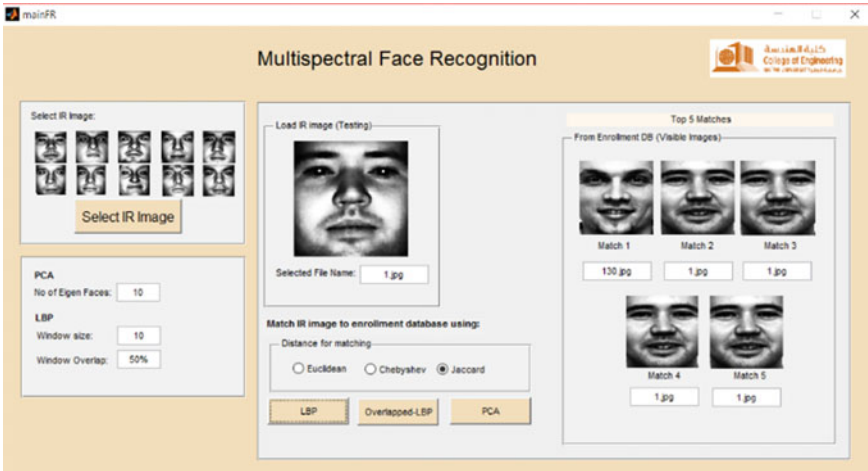 mainFR
Multispectral Face Recognition
كلية الهندسة
College of Engineering
Select IR Image:
Select IR Image
PCA
No of Eigen Faces: 10
LBP
Window size: 10
Window Overlap: 50%
Load IR image (Testing)
Selected File Name: 1.jpg
Match IR image to enrollment database using:
Distance for matching
Euclidean Chebyshev Jaccard
LBP Overlapped-LBP PCA
Top 5 Matches
From Enrollment DB (Visible Images)
Match 1 Match 2 Match 3
130.jpg 1.jpg 1.jpg
Match 4 Match 5
1.jpg 1.jpg